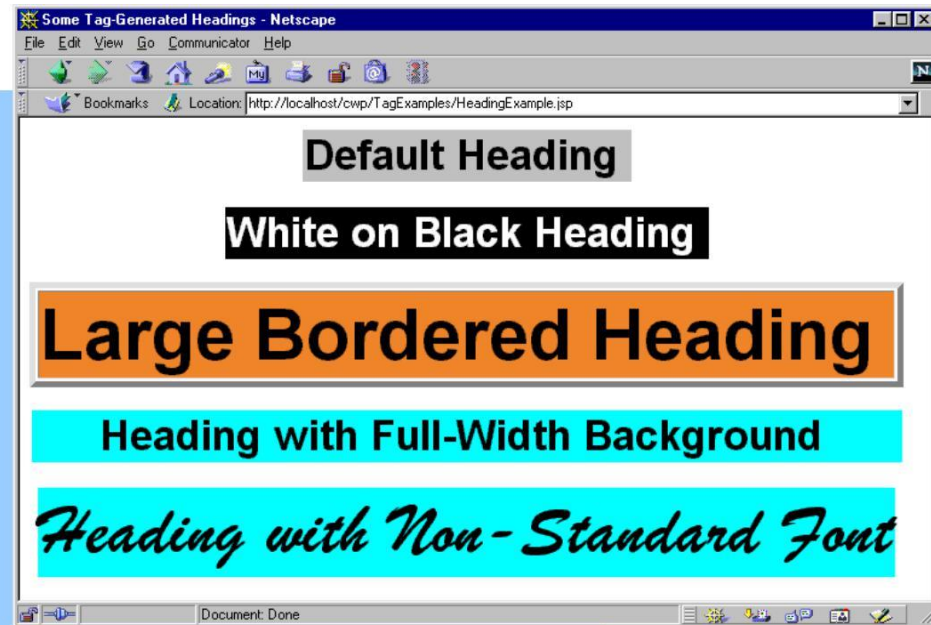 Some Tag-Generated Headings - Netscape
File Edit View Go Communicator Help
My
N
Bookmarks Location: http://localhost/cwp/TagExamples/HeadingExample.jsp
Default Heading
White on Black Heading
Large Bordered Heading
Heading with Full-Width Background
Heading with Non-Standard Font
Document: Done